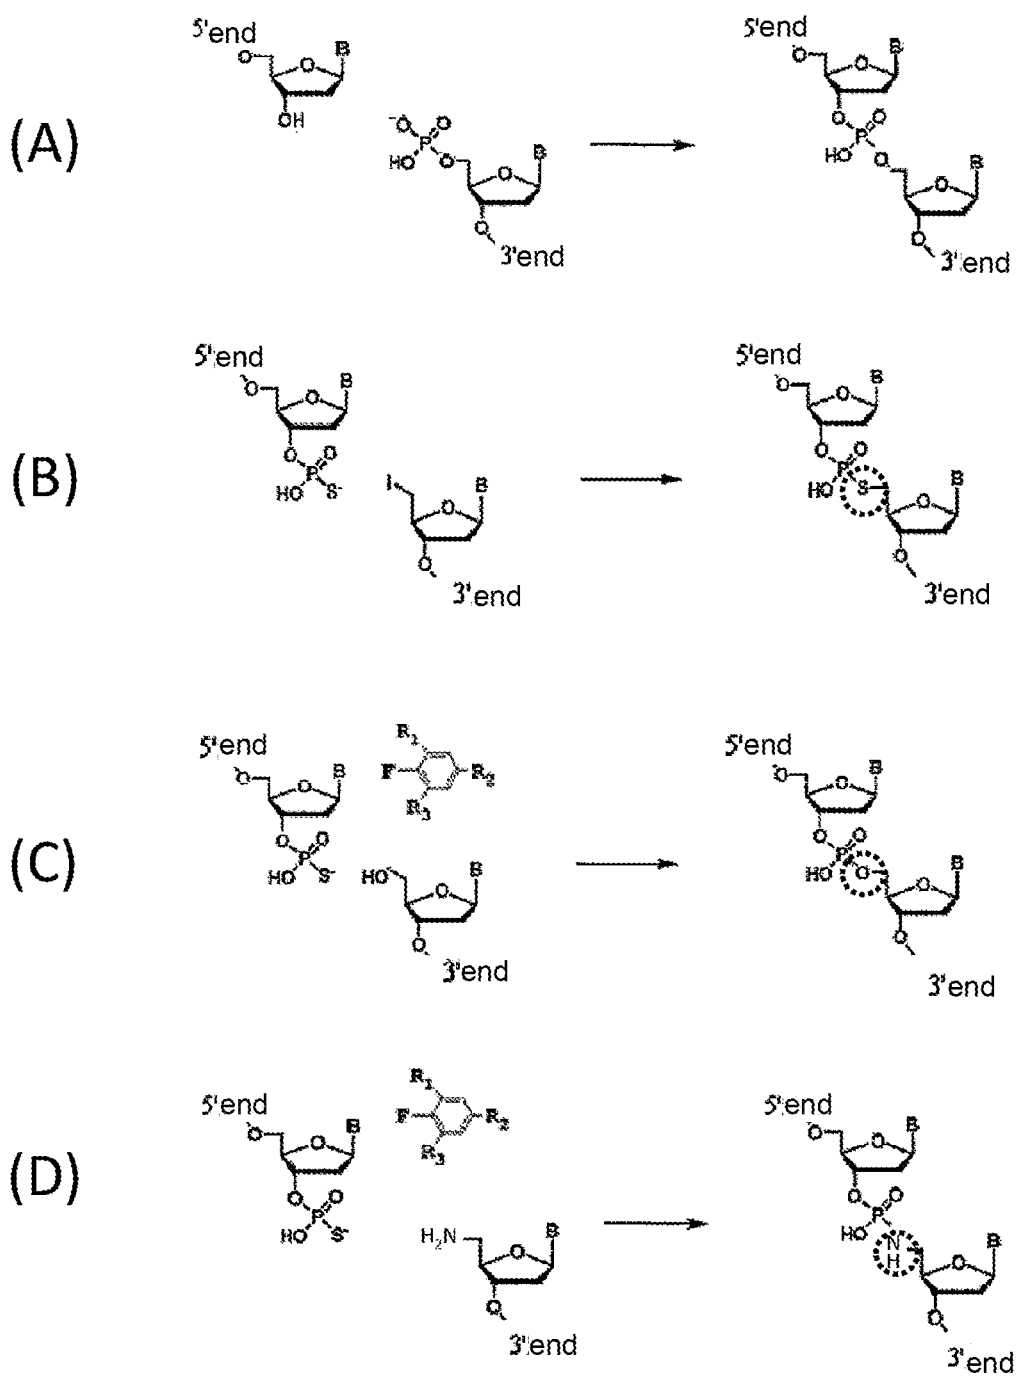 (A)
5'end
O O B
OH
⁻O O
P
HO O
O B
O
3'end
5'end
O O B
O O
P
HO O
O B
O
3'end
(B)
5'end
O O B
O O
P
HO S⁻
I
O B
O
3'end
5'end
O O B
O O
P
HO S
O B
O
3'end
(C)
5'end
O O B
O O
P
HO S⁻
R₁
F R₂
R₃
HO
O B
O
3'end
5'end
O O B
O O
P
HO O
O B
O
3'end
(D)
5'end
O O B
O O
P
HO S⁻
R₁
F R₂
R₃
H₂N
O B
O
3'end
5'end
O O B
O O
P
HO N
H
O B
O
3'end